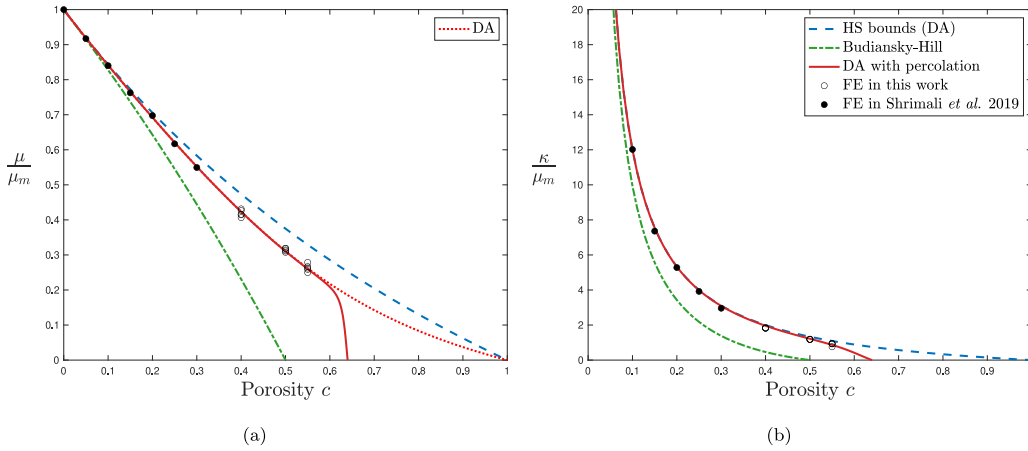 1
0.9
0.8
0.7
0.6
0.5
0.4
0.3
0.2
0.1
0
μ
μm
DA
0 0.1 0.2 0.3 0.4 0.5 0.6 0.7 0.8 0.9 1
Porosity c
(a)
20
18
16
14
12
10
8
6
4
2
0
κ
μm
HS bounds (DA)
Budiansky-Hill
DA with percolation
FE in this work
FE in Shrimali et al. 2019
0 0.1 0.2 0.3 0.4 0.5 0.6 0.7 0.8 0.9
Porosity c
(b)